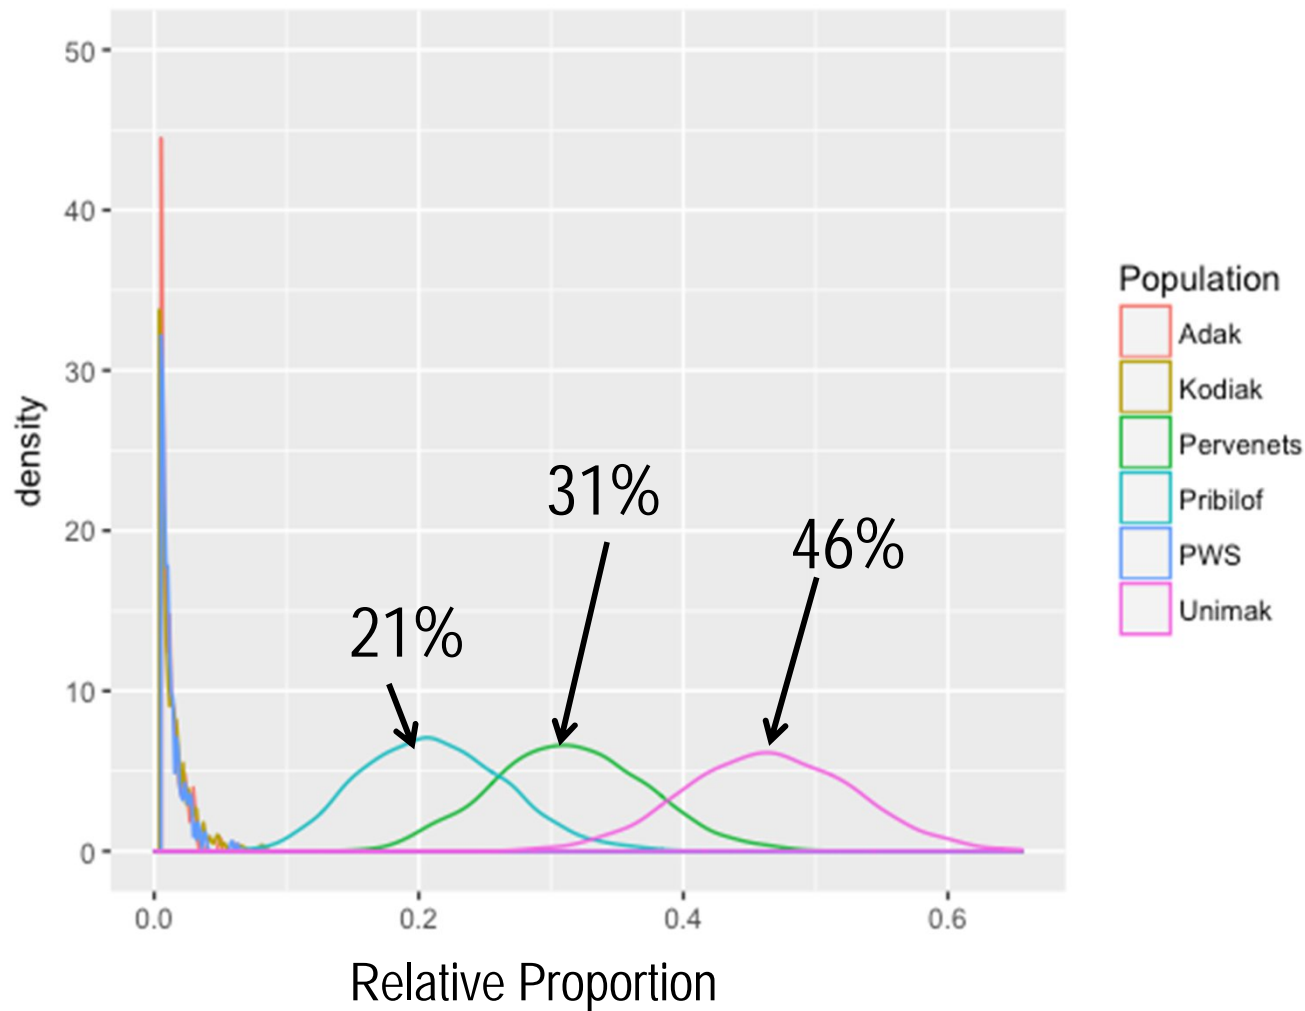 50
40
30
20
10
0
density
31%
46%
21%
0.0
0.2
0.4
0.6
Relative Proportion
Population
Adak
Kodiak
Pervenets
Pribilof
PWS
Unimak